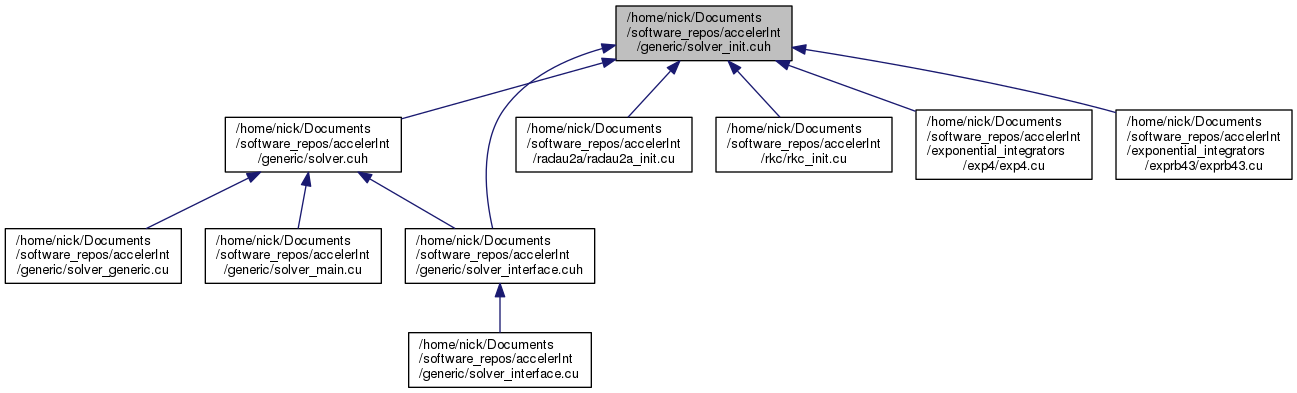 /home/nick/Documents
/software_repos/accelerInt
/generic/solver_init.cuh
/home/nick/Documents
/software_repos/accelerInt
/generic/solver.cuh
/home/nick/Documents
/software_repos/accelerInt
/radau2a/radau2a_init.cu
/home/nick/Documents
/software_repos/accelerInt
/rkc/rkc_init.cu
/home/nick/Documents
/software_repos/accelerInt
/exponential_integrators
/exp4/exp4.cu
/home/nick/Documents
/software_repos/accelerInt
/exponential_integrators
/exprb43/exprb43.cu
/home/nick/Documents
/software_repos/accelerInt
/generic/solver_generic.cu
/home/nick/Documents
/software_repos/accelerInt
/generic/solver_main.cu
/home/nick/Documents
/software_repos/accelerInt
/generic/solver_interface.cuh
/home/nick/Documents
/software_repos/accelerInt
/generic/solver_interface.cu